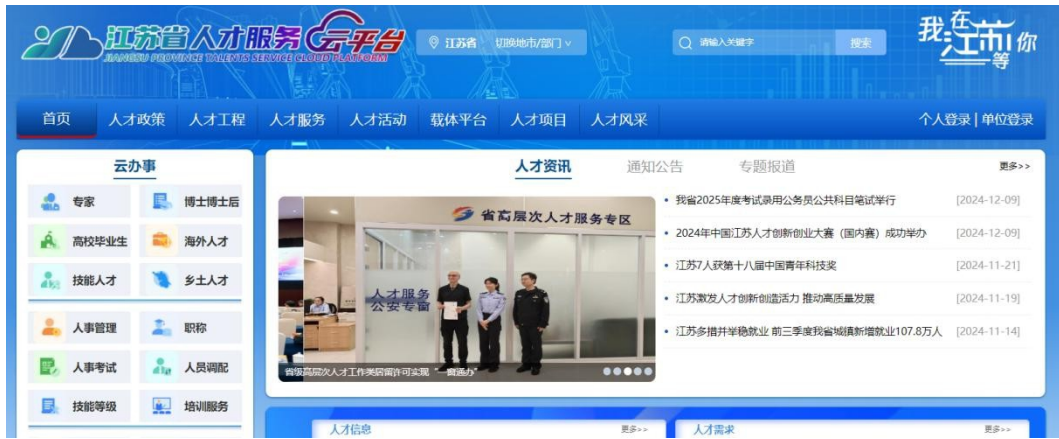 江苏省人才服务云平台
JIANGSU PROVINCE TALENTS SERVICE CLOUD PLATFORM
江苏省 切换地市/部门
请输入关键字 搜索
我在江苏等你
首页 人才政策 人才工程 人才服务 人才活动 载体平台 人才项目 人才风采 个人登录 | 单位登录
云办事
专家 博士博士后
高校毕业生 海外人才
技能人才 乡土人才
人事管理 职称
人事考试 人员调配
技能等级 培训服务
人才资讯 通知公告 专题报道 更多>>
省高层次人才服务专区
人才服务
公安专窗
省级高层次人才工作类居留许可实现“一窗通办”
• 我省2025年度考试录用公务员公共科目笔试举行 [2024-12-09]
• 2024年中国江苏人才创新创业大赛（国内赛）成功举办 [2024-12-09]
• 江苏7人获第十八届中国青年科技奖 [2024-11-21]
• 江苏激发人才创新创造活力 推动高质量发展 [2024-11-19]
• 江苏多措并举稳就业 前三季度我省城镇新增就业107.8万人 [2024-11-14]
人才信息 更多>>
人才需求 更多>>